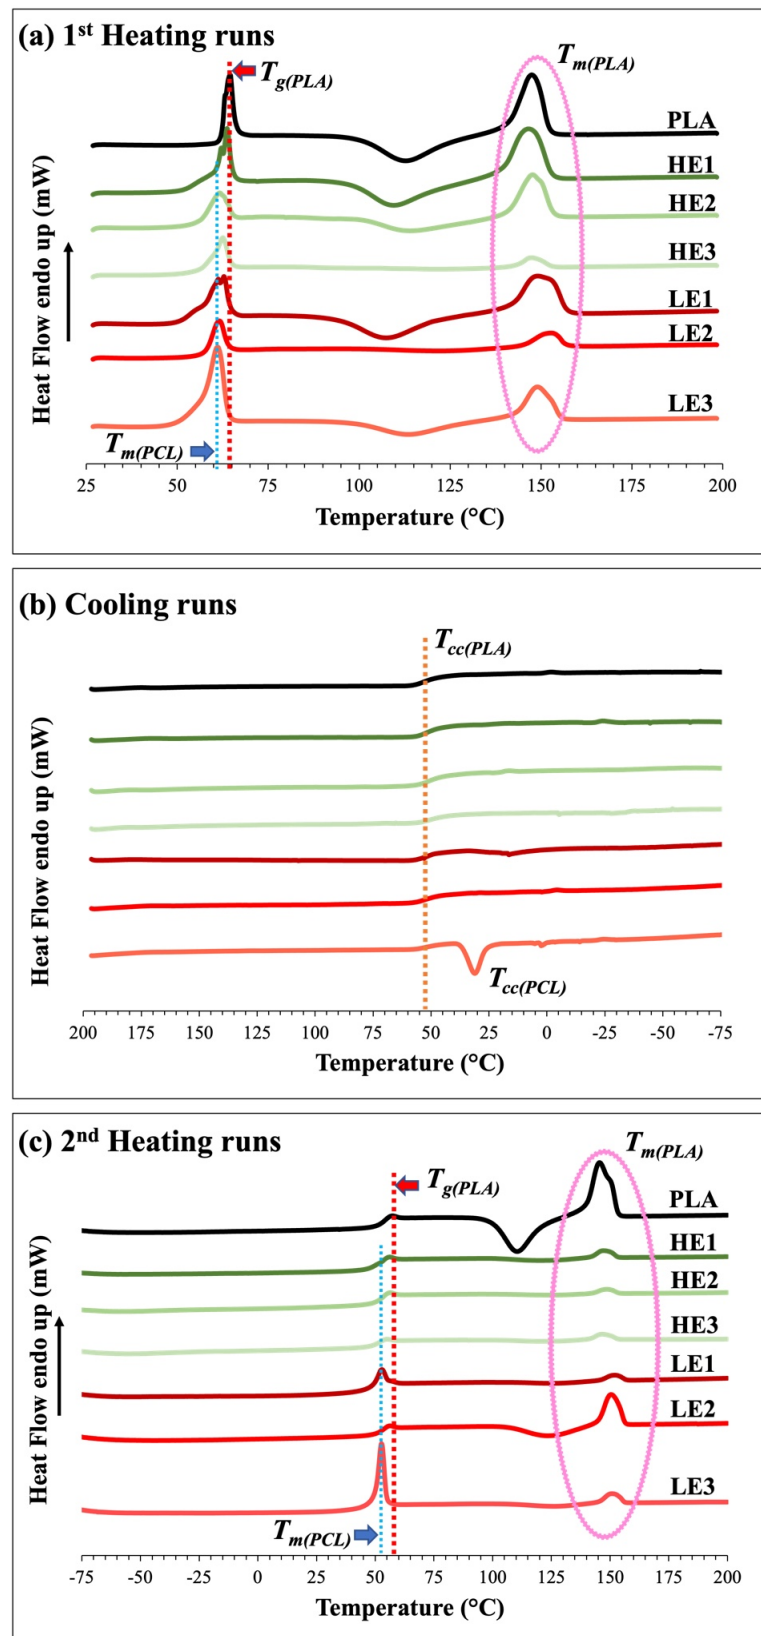 (a) 1st Heating runs
Tg(PLA)
Tm(PLA)
PLA
HE1
HE2
HE3
LE1
LE2
LE3
Tm(PCL)
Heat Flow endo up (mW)
25 50 75 100 125 150 175 200
Temperature (°C)
(b) Cooling runs
Tcc(PLA)
Tcc(PCL)
Heat Flow endo up (mW)
200 175 150 125 100 75 50 25 0 -25 -50 -75
Temperature (°C)
(c) 2nd Heating runs
Tm(PLA)
Tg(PLA)
PLA
HE1
HE2
HE3
LE1
LE2
LE3
Tm(PCL)
Heat Flow endo up (mW)
-75 -50 -25 0 25 50 75 100 125 150 175 200
Temperature (°C)